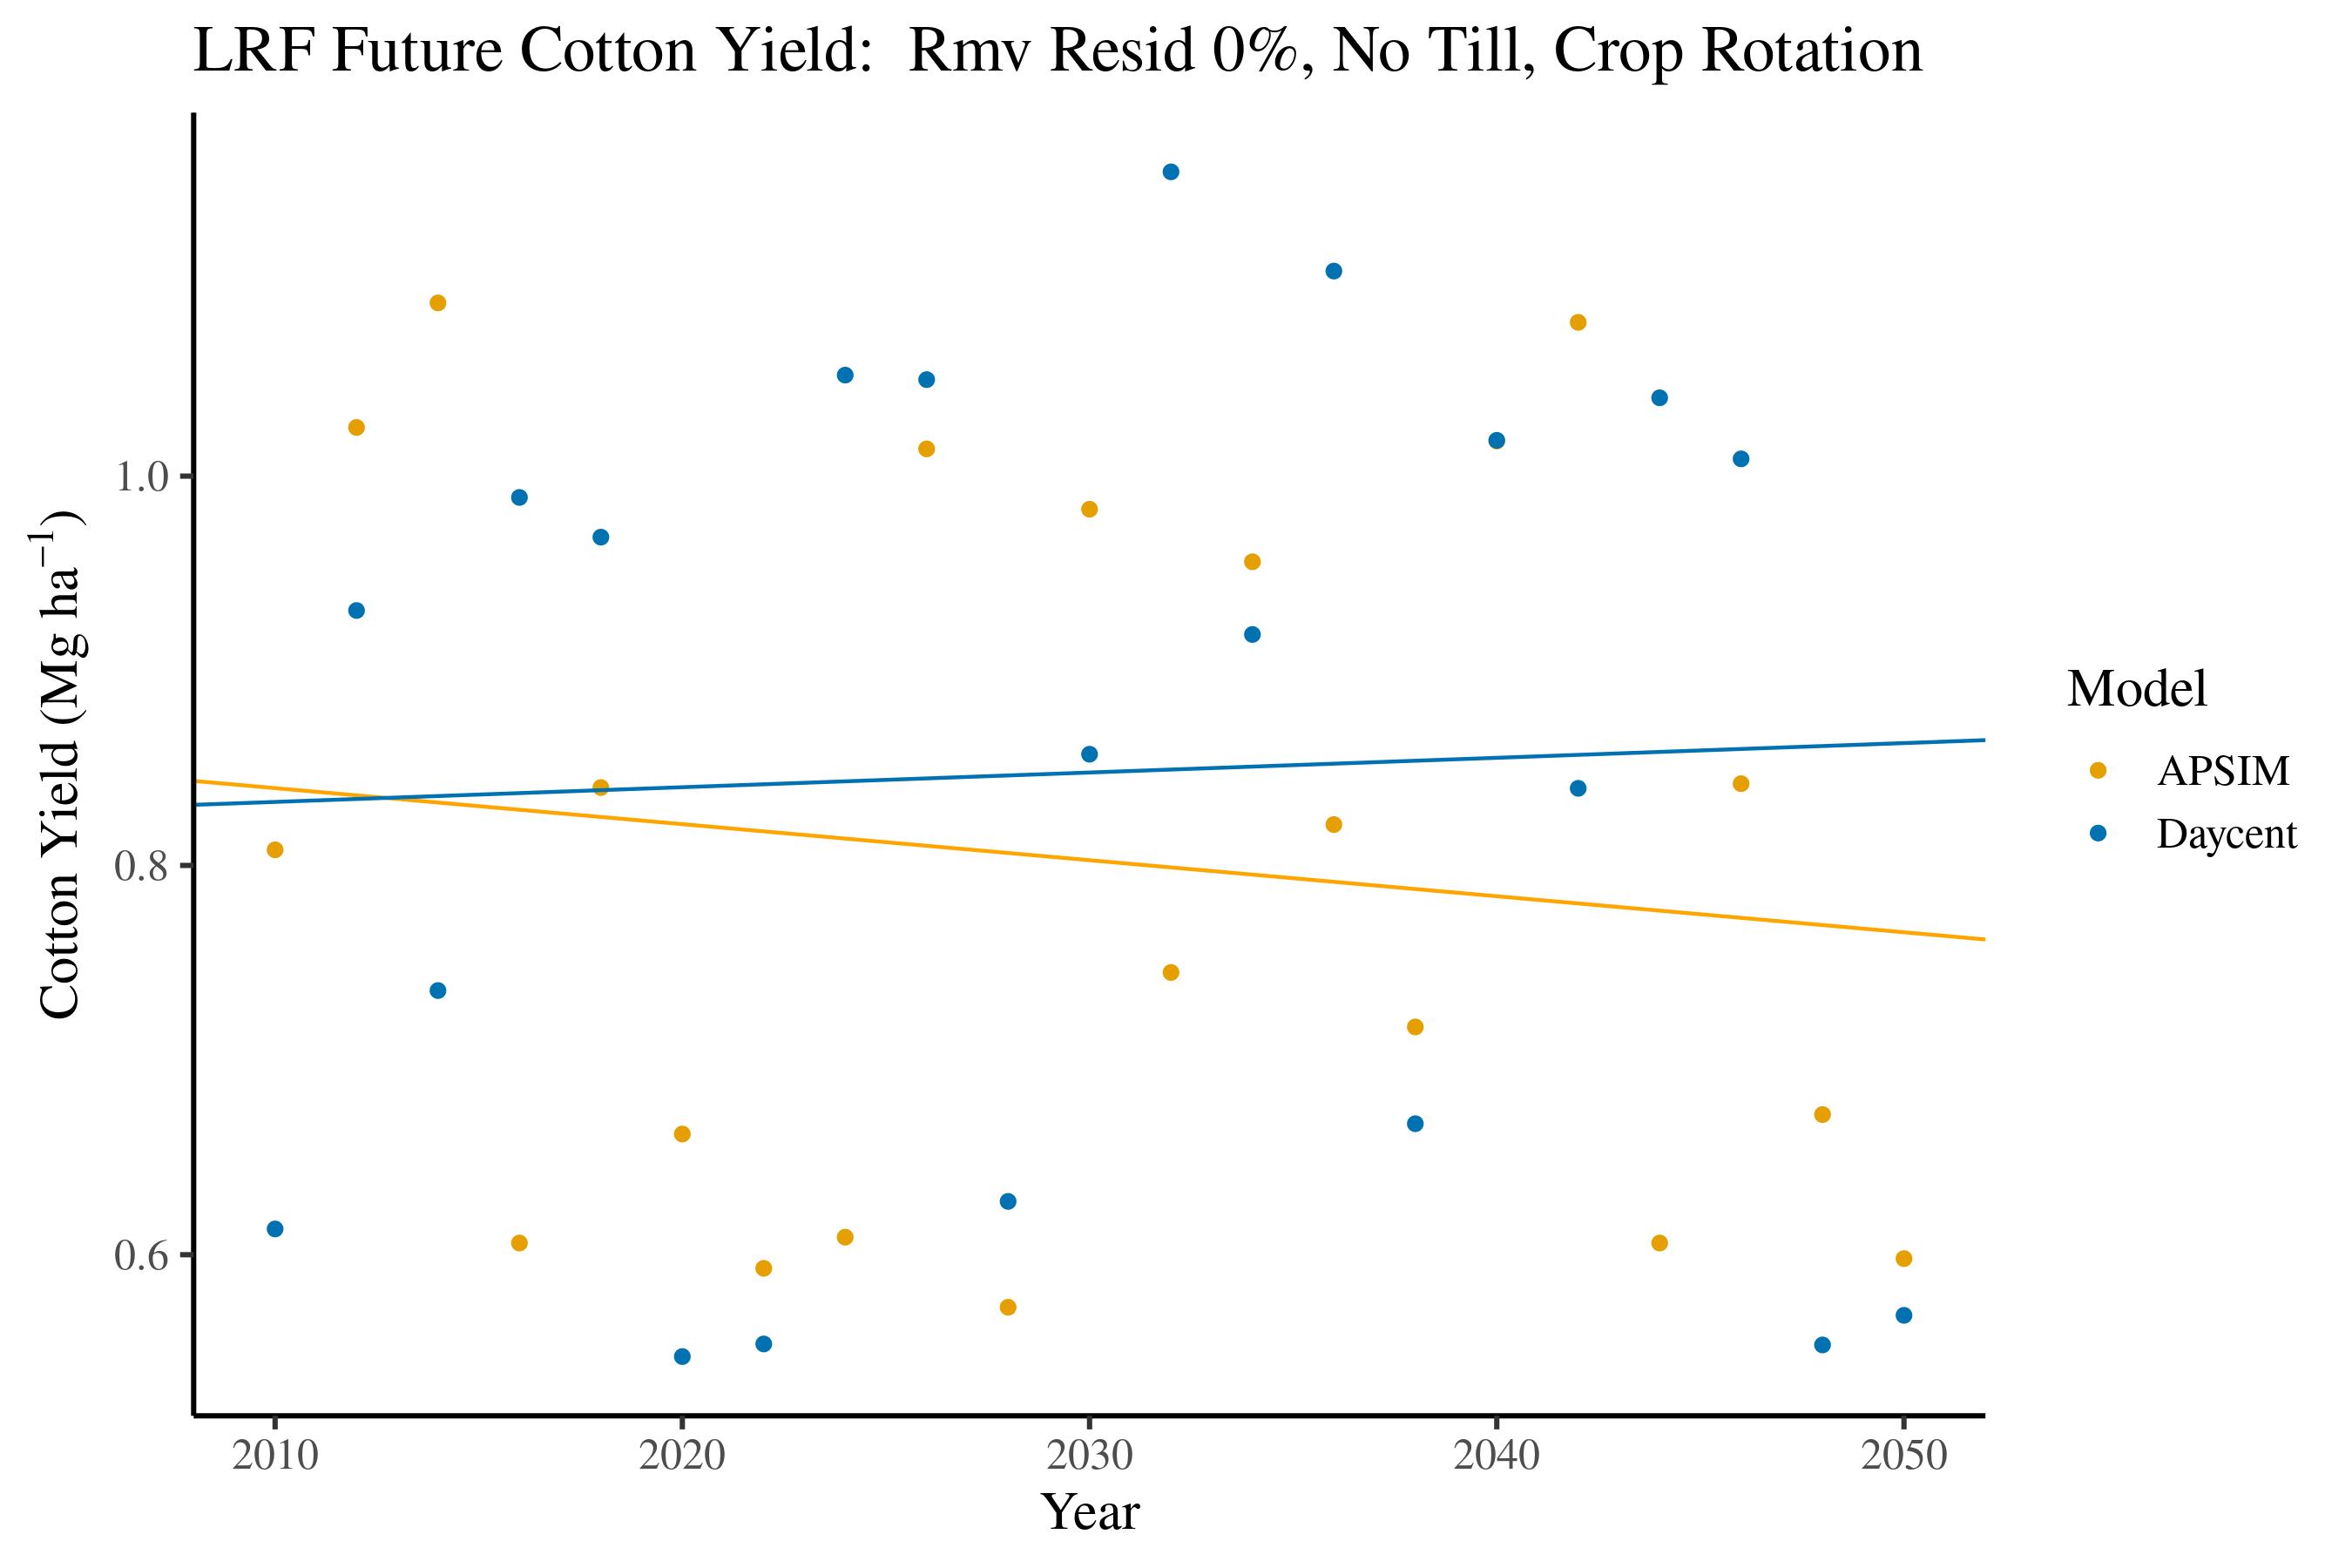 LRF Future Cotton Yield:  Rmv Resid 0%, No Till, Crop Rotation
Cotton Yield (Mg ha⁻¹)
1.0
0.8
0.6
2010
2020
2030
2040
2050
Year
Model
APSIM
Daycent